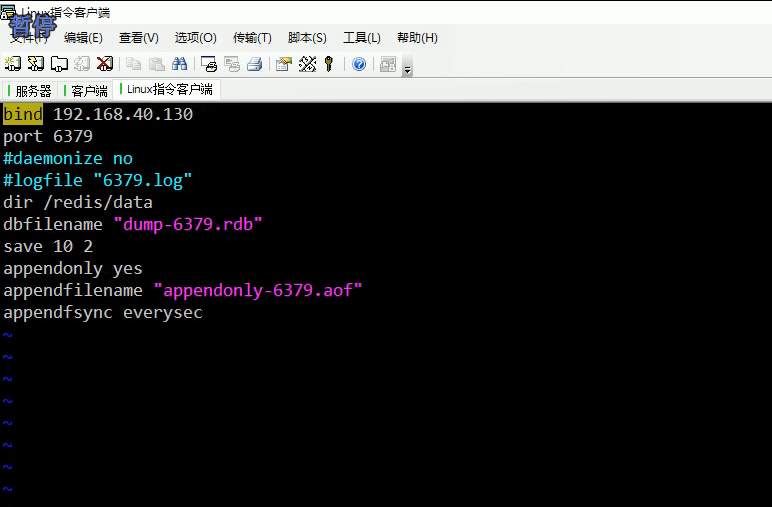 Linux指令客户端
暂停
文件(F) 编辑(E) 查看(V) 选项(O) 传输(T) 脚本(S) 工具(L) 帮助(H)
服务器 客户端 Linux指令客户端
bind 192.168.40.130
port 6379
#daemonize no
#logfile "6379.log"
dir /redis/data
dbfilename "dump-6379.rdb"
save 10 2
appendonly yes
appendfilename "appendonly-6379.aof"
appendfsync everysec
~
~
~
~
~
~
~
~